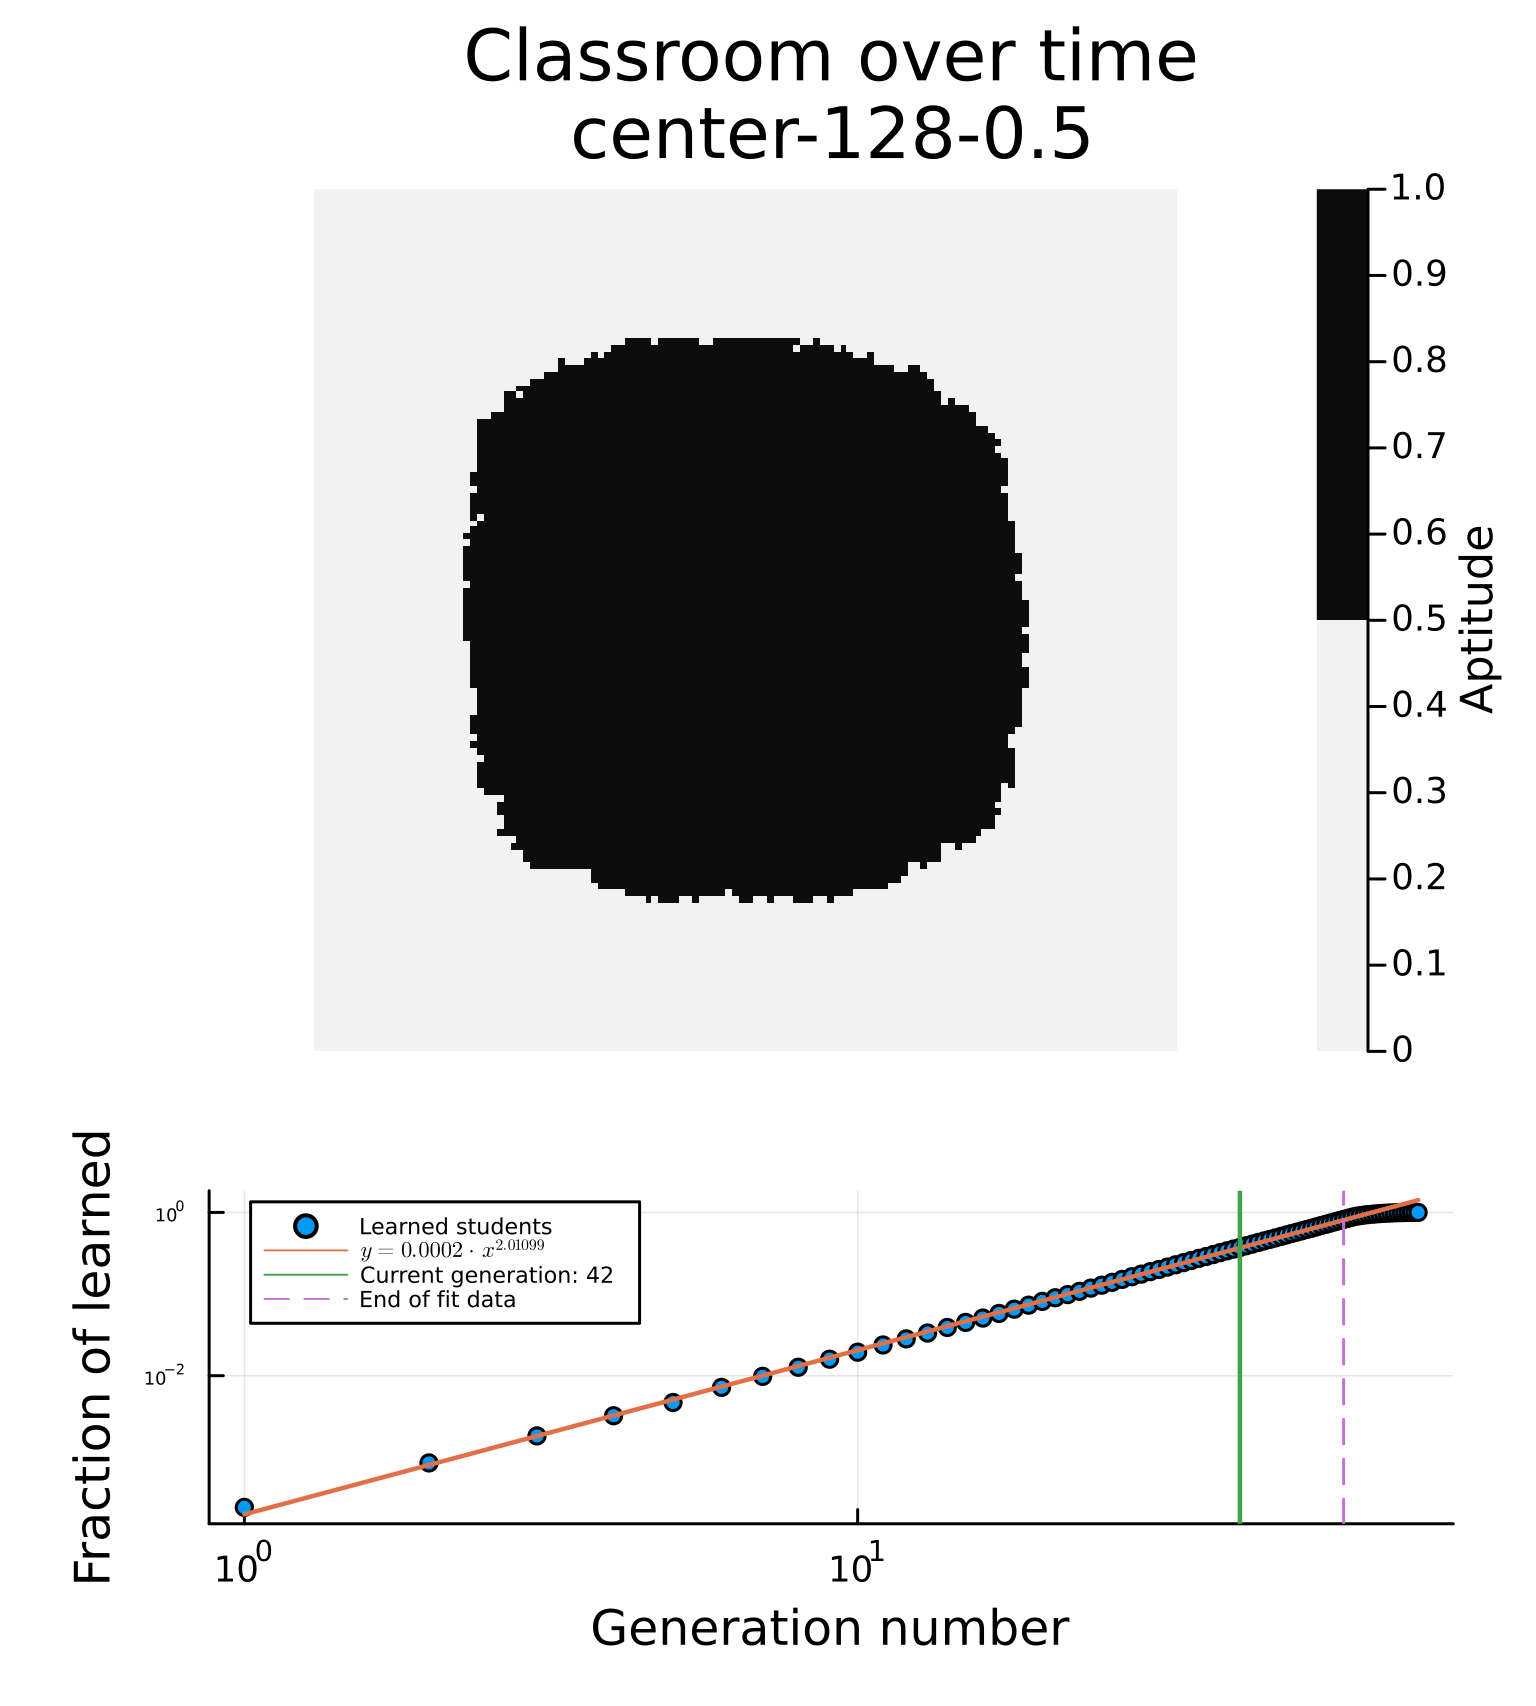 Classroom over time
center-128-0.5
1.0
0.9
0.8
0.7
0.6
0.5
0.4
0.3
0.2
0.1
0
Aptitude
Fraction of learned
10⁰
10⁻²
Learned students
y = 0.0002 · x^2.01099
Current generation: 42
End of fit data
10⁰
10¹
Generation number